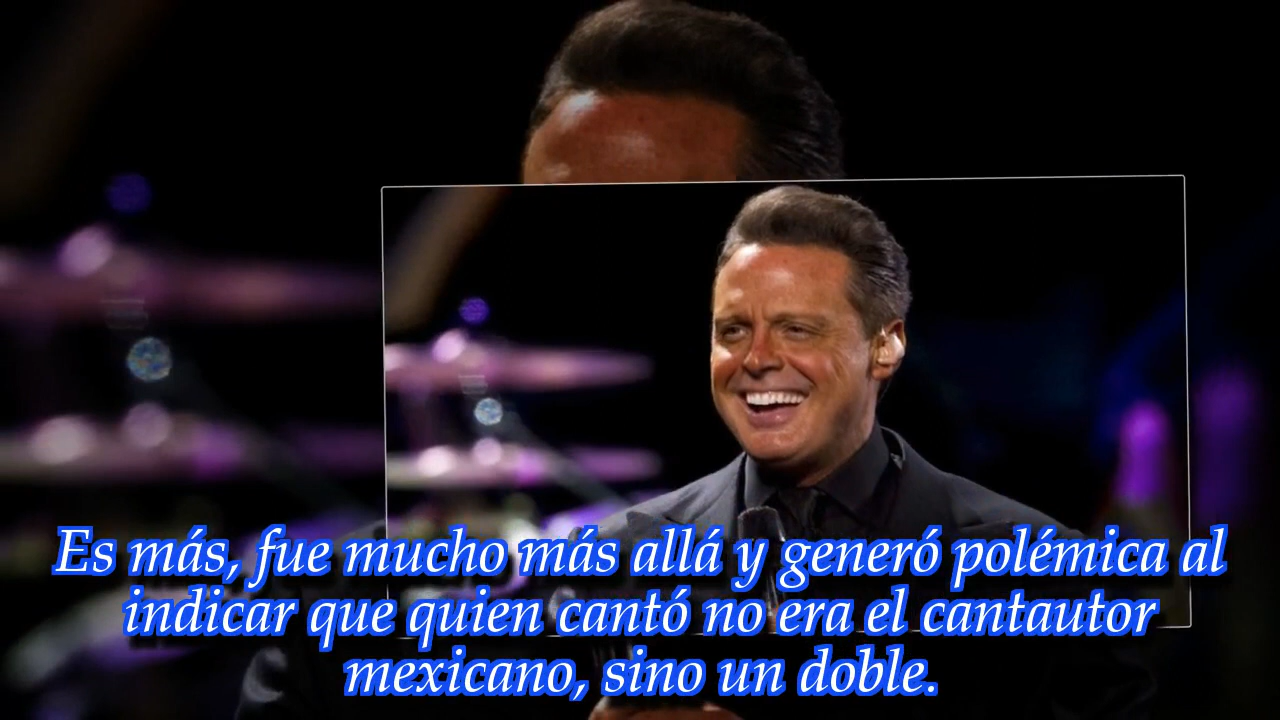 Es más, fue mucho más allá y generó polémica al
indicar que quien cantó no era el cantautor
mexicano, sino un doble.